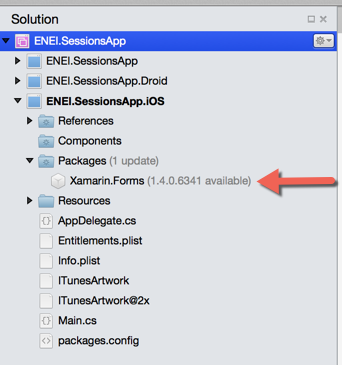 Solution
ENEI.SessionsApp
ENEI.SessionsApp
ENEI.SessionsApp.Droid
ENEI.SessionsApp.iOS
References
Components
Packages (1 update)
Xamarin.Forms (1.4.0.6341 available)
Resources
AppDelegate.cs
Entitlements.plist
Info.plist
ITunesArtwork
ITunesArtwork@2x
Main.cs
packages.config